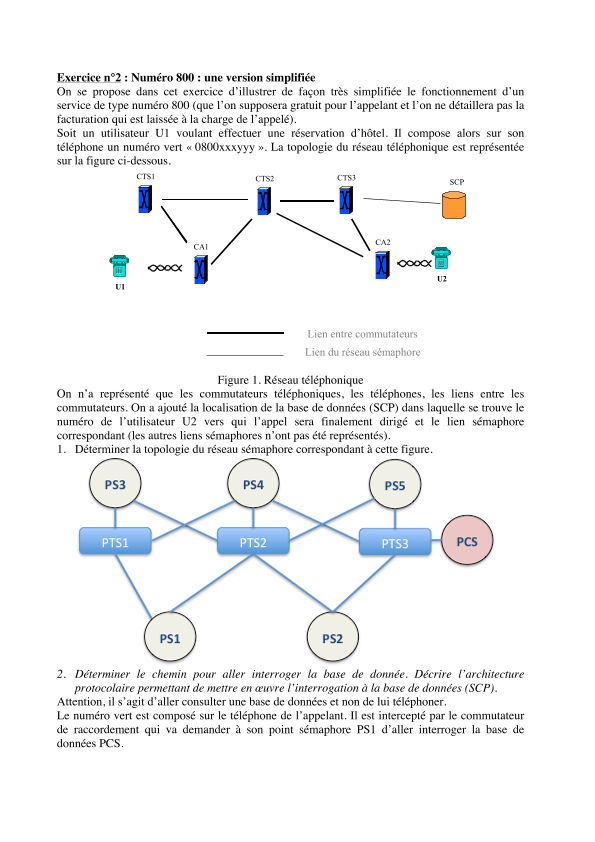 Exercice n°2 : Numéro 800 : une version simplifiée
On se propose dans cet exercice d'illustrer de façon très simplifiée le fonctionnement d'un
service de type numéro 800 (que l'on supposera gratuit pour l'appelant et l'on ne détaillera pas la
facturation qui est laissée à la charge de l'appelé).
Soit un utilisateur U1 voulant effectuer une réservation d'hôtel. Il compose alors sur son
téléphone un numéro vert « 0800xxxyyy ». La topologie du réseau téléphonique est représentée
sur la figure ci-dessous.
CTS1
CTS2
CTS3
SCP
CA1
CA2
U1
U2
Lien entre commutateurs
Lien du réseau sémaphore
Figure 1. Réseau téléphonique
On n'a représenté que les commutateurs téléphoniques, les téléphones, les liens entre les
commutateurs. On a ajouté la localisation de la base de données (SCP) dans laquelle se trouve le
numéro de l'utilisateur U2 vers qui l'appel sera finalement dirigé et le lien sémaphore
correspondant (les autres liens sémaphores n'ont pas été représentés).
1. Déterminer la topologie du réseau sémaphore correspondant à cette figure.
PS3
PS4
PS5
PTS1
PTS2
PTS3
PCS
PS1
PS2
2. Déterminer le chemin pour aller interroger la base de donnée. Décrire l'architecture
protocolaire permettant de mettre en œuvre l'interrogation à la base de données (SCP).
Attention, il s'agit d'aller consulter une base de données et non de lui téléphoner.
Le numéro vert est composé sur le téléphone de l'appelant. Il est intercepté par le commutateur
de raccordement qui va demander à son point sémaphore PS1 d'aller interroger la base de
données PCS.